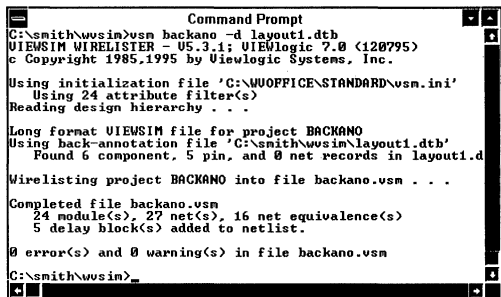 Command Prompt
C:\smith\wvsim>vsm backano -d layout1.dtb
VIEWSIM WIRELISTER - V5.3.1; VIEWlogic 7.0 (120795)
c Copyright 1985,1995 by Viewlogic Systems, Inc.
Using initialization file 'C:\WVOFFICE\STANDARD\vsm.ini'
Using 24 attribute filter(s)
Reading design hierarchy . . .
Long format VIEWSIM file for project BACKANO
Using back-annotation file 'C:\smith\wvsim\layout1.dtb'
Found 6 component, 5 pin, and 0 net records in layout1.d
Wirelisting project BACKANO into file backano.vsm . . .
Completed file backano.vsm
24 module(s), 27 net(s), 16 net equivalence(s)
5 delay block(s) added to netlist.
0 error(s) and 0 warning(s) in file backano.vsm
C:\smith\wvsim>